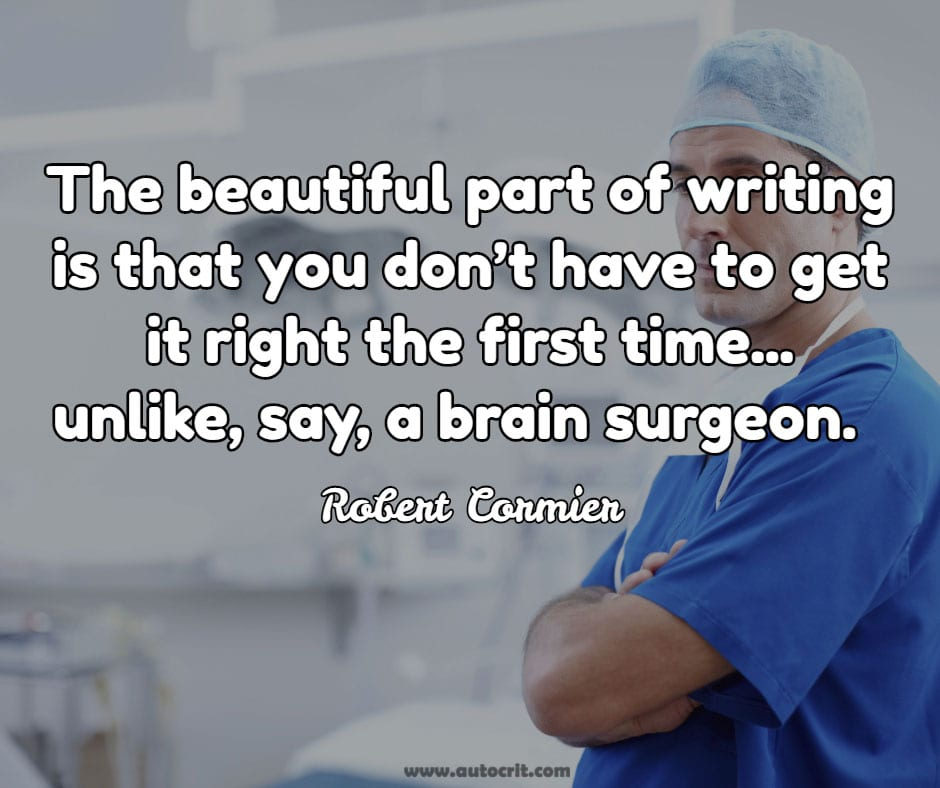 The beautiful part of writing
is that you don’t have to get
it right the first time...
unlike, say, a brain surgeon.
Robert Cormier
www.autocrit.com